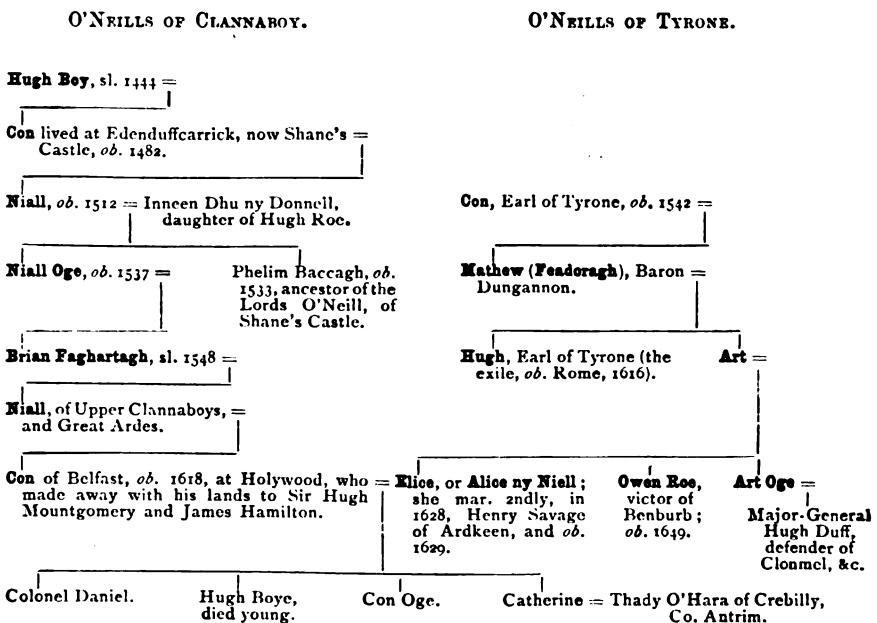 O'NEILLS OF CLANNABOY.
O'NEILLS OF TYRONE.
Hugh Boy, sl. 1444 =
Con lived at Edenduffcarrick, now Shane's =
Castle, ob. 1482.
Niall, ob. 1512 = Inneen Dhu ny Donnell,
daughter of Hugh Roe.
Con, Earl of Tyrone, ob. 1542 =
Niall Oge, ob. 1537 =
Phelim Baccagh, ob.
1533, ancestor of the
Lords O'Neill, of
Shane's Castle.
Mathew (Feadoragh), Baron =
Dungannon.
Brian Faghartagh, sl. 1548 =
Hugh, Earl of Tyrone (the
exile, ob. Rome, 1616).
Art =
Niall, of Upper Clannaboys, =
and Great Ardes.
Con of Belfast, ob. 1618, at Holywood, who =
made away with his lands to Sir Hugh
Mountgomery and James Hamilton.
Elice, or Alice ny Niell;
she mar. 2ndly, in
1628, Henry Savage
of Ardkeen, and ob.
1629.
Owen Roe,
victor of
Benburb;
ob. 1649.
Art Oge =
Major-General
Hugh Duff,
defender of
Clonmel, &c.
Colonel Daniel.
Hugh Boye,
died young.
Con Oge.
Catherine = Thady O'Hara of Crebilly,
Co. Antrim.